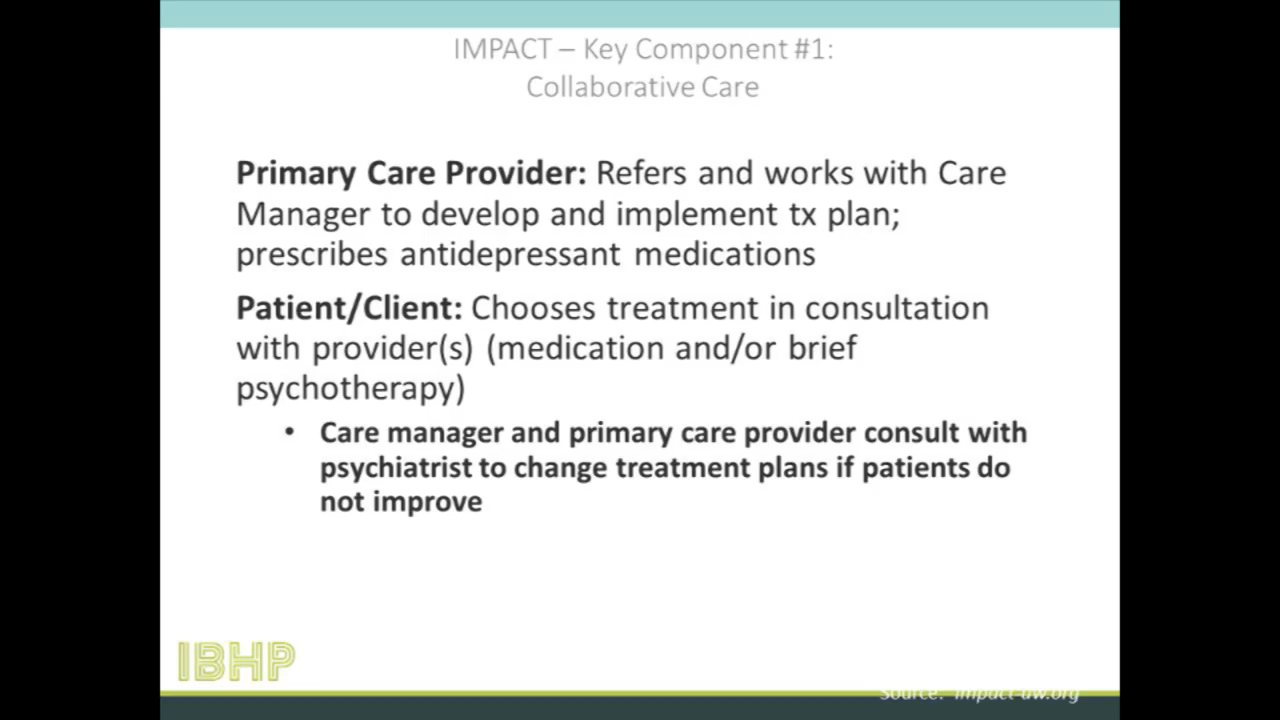 IMPACT – Key Component #1:
Collaborative Care
Primary Care Provider: Refers and works with Care
Manager to develop and implement tx plan;
prescribes antidepressant medications
Patient/Client: Chooses treatment in consultation
with provider(s) (medication and/or brief
psychotherapy)
• Care manager and primary care provider consult with
psychiatrist to change treatment plans if patients do
not improve
IBHP
Source: impact-uw.org